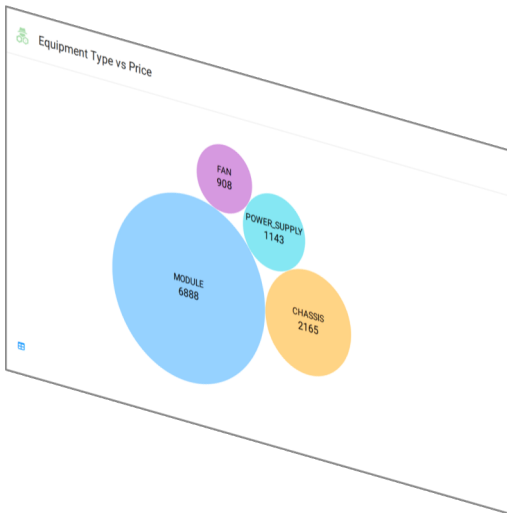 Equipment Type vs Price
FAN
908
POWER_SUPPLY
1143
MODULE
6888
CHASSIS
2165